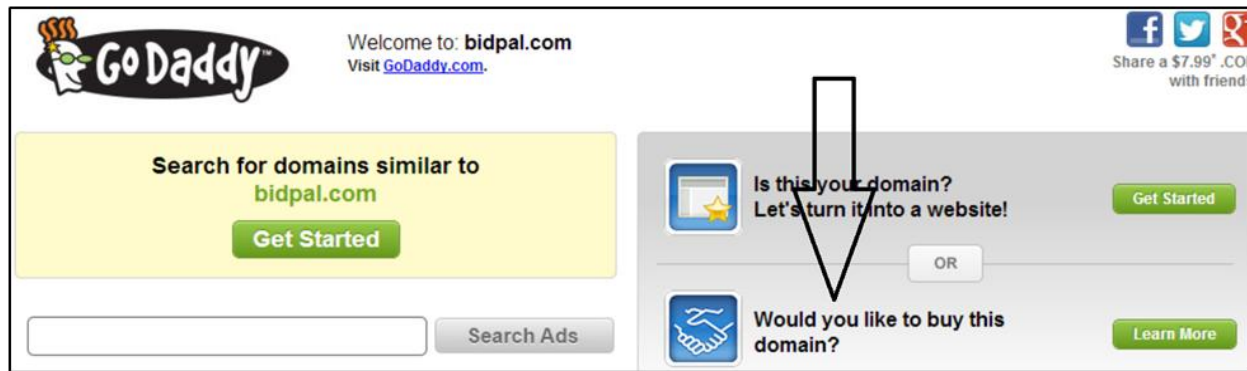 GoDaddy™
Welcome to: bidpal.com
Visit GoDaddy.com.
Share a $7.99* .CO
with friend
Search for domains similar to
bidpal.com
Get Started
Search Ads
Is this your domain?
Let's turn it into a website!
Get Started
OR
Would you like to buy this
domain?
Learn More